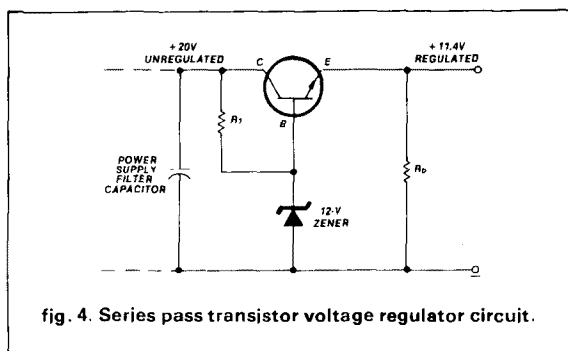 +20V
UNREGULATED
+11.4V
REGULATED
C
E
B
R1
POWER
SUPPLY
FILTER
CAPACITOR
12-V
ZENER
Rb
fig. 4. Series pass transistor voltage regulator circuit.